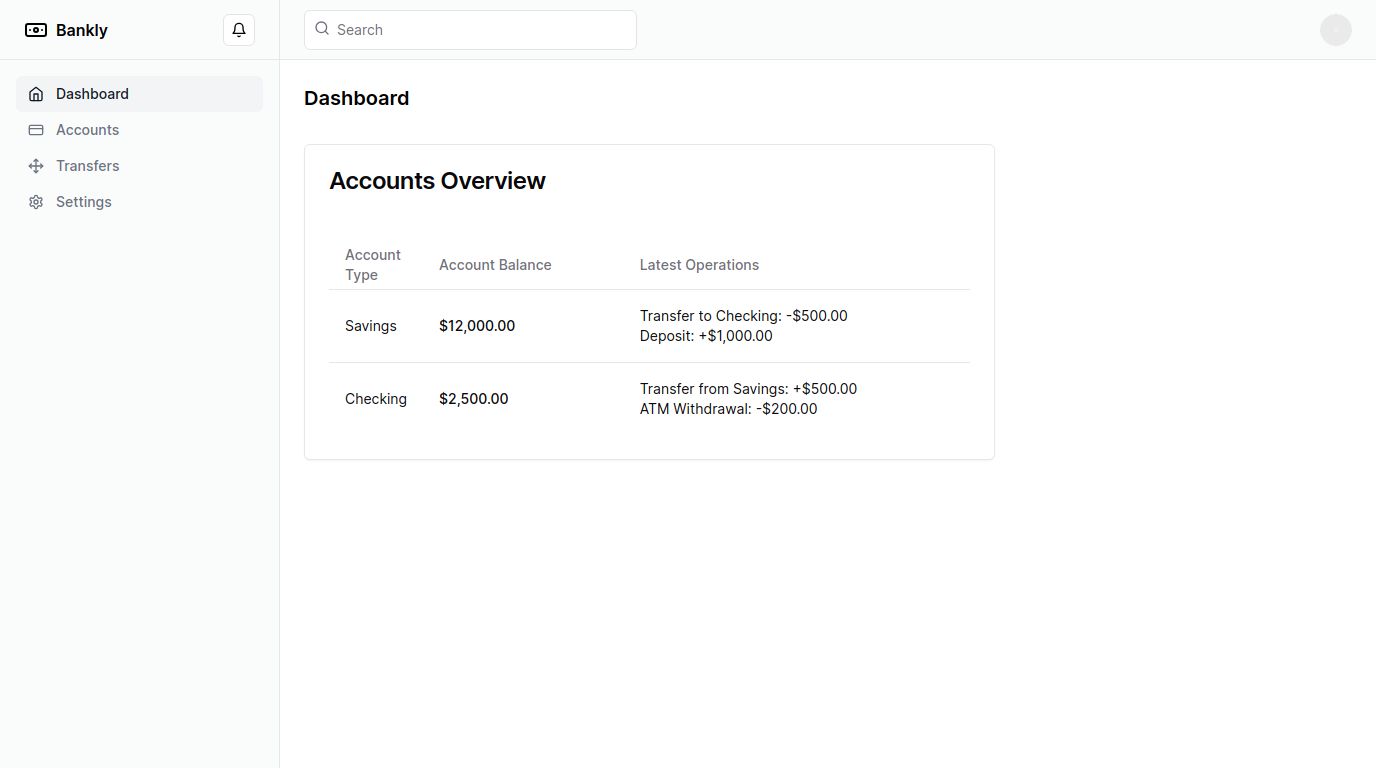 Bankly
Search
Dashboard
Accounts
Transfers
Settings
Dashboard
Accounts Overview
Account
Type
Account Balance
Latest Operations
Savings
$12,000.00
Transfer to Checking: -$500.00
Deposit: +$1,000.00
Checking
$2,500.00
Transfer from Savings: +$500.00
ATM Withdrawal: -$200.00